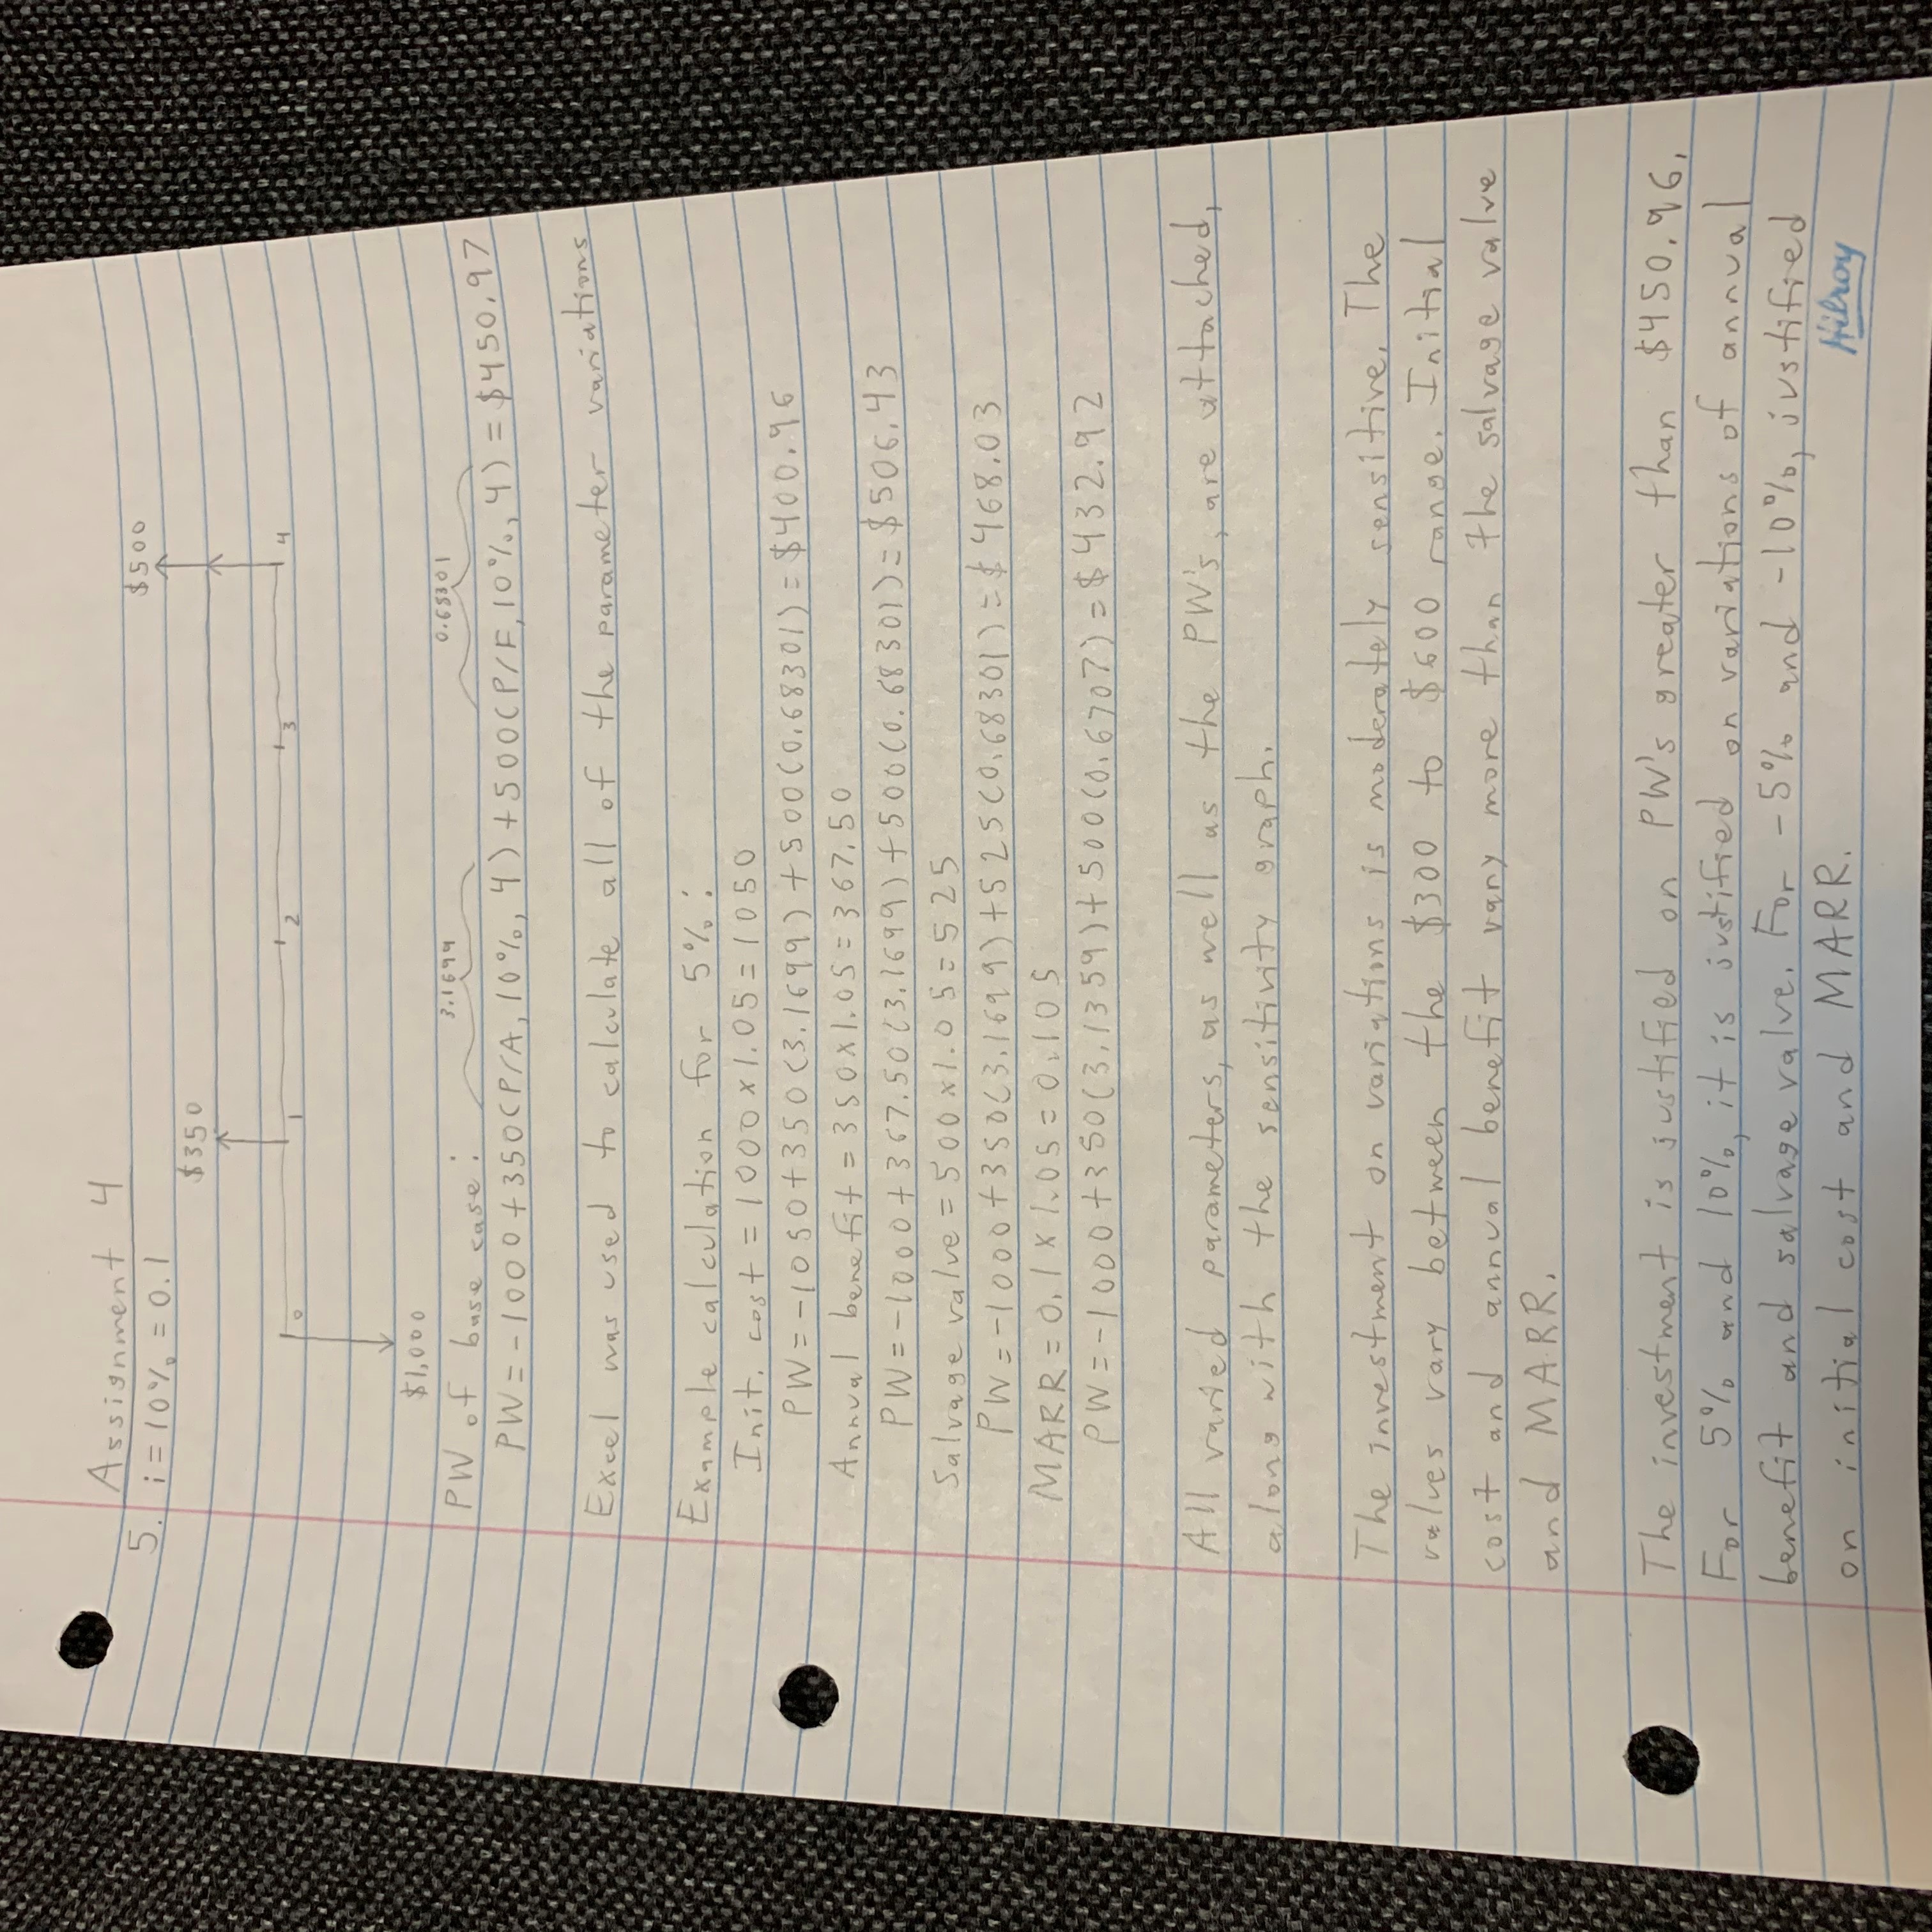 Assignment 4
5. i = 10% = 0.1
$500
$350
0 1 2 3 4
$1,000
3.1699 0.68301
PW of base case:
PW = -1000 + 350(P/A, 10%, 4) + 500(P/F, 10%, 4) = $450.97
Excel was used to calculate all of the parameter variations
Example calculation for 5%:
Init. cost = 1000 x 1.05 = 1050
PW = -1050 + 350(3.1699) + 500(0.68301) = $400.96
Annual benefit = 350 x 1.05 = 367.50
PW = -1000 + 367.50(3.1699) + 500(0.68301) = $506.43
Salvage value = 500 x 1.05 = 525
PW = -1000 + 350(3.1699) + 525(0.68301) = $468.03
MARR = 0.1 x 1.05 = 0.105
PW = -1000 + 350(3.1359) + 500(0.6707) = $432.92
All varied parameters, as well as the PW's, are attached,
along with the sensitivity graph.
The investment on variations is moderately sensitive. The
values vary between the $300 to $600 range. Initial
cost and annual benefit vary more than the salvage value
and MARR.
The investment is justified on PW's greater than $450.96.
For 5% and 10%, it is justified on variations of annual
benefit and salvage value. For -5% and -10%, justified
on initial cost and MARR.
Hilroy